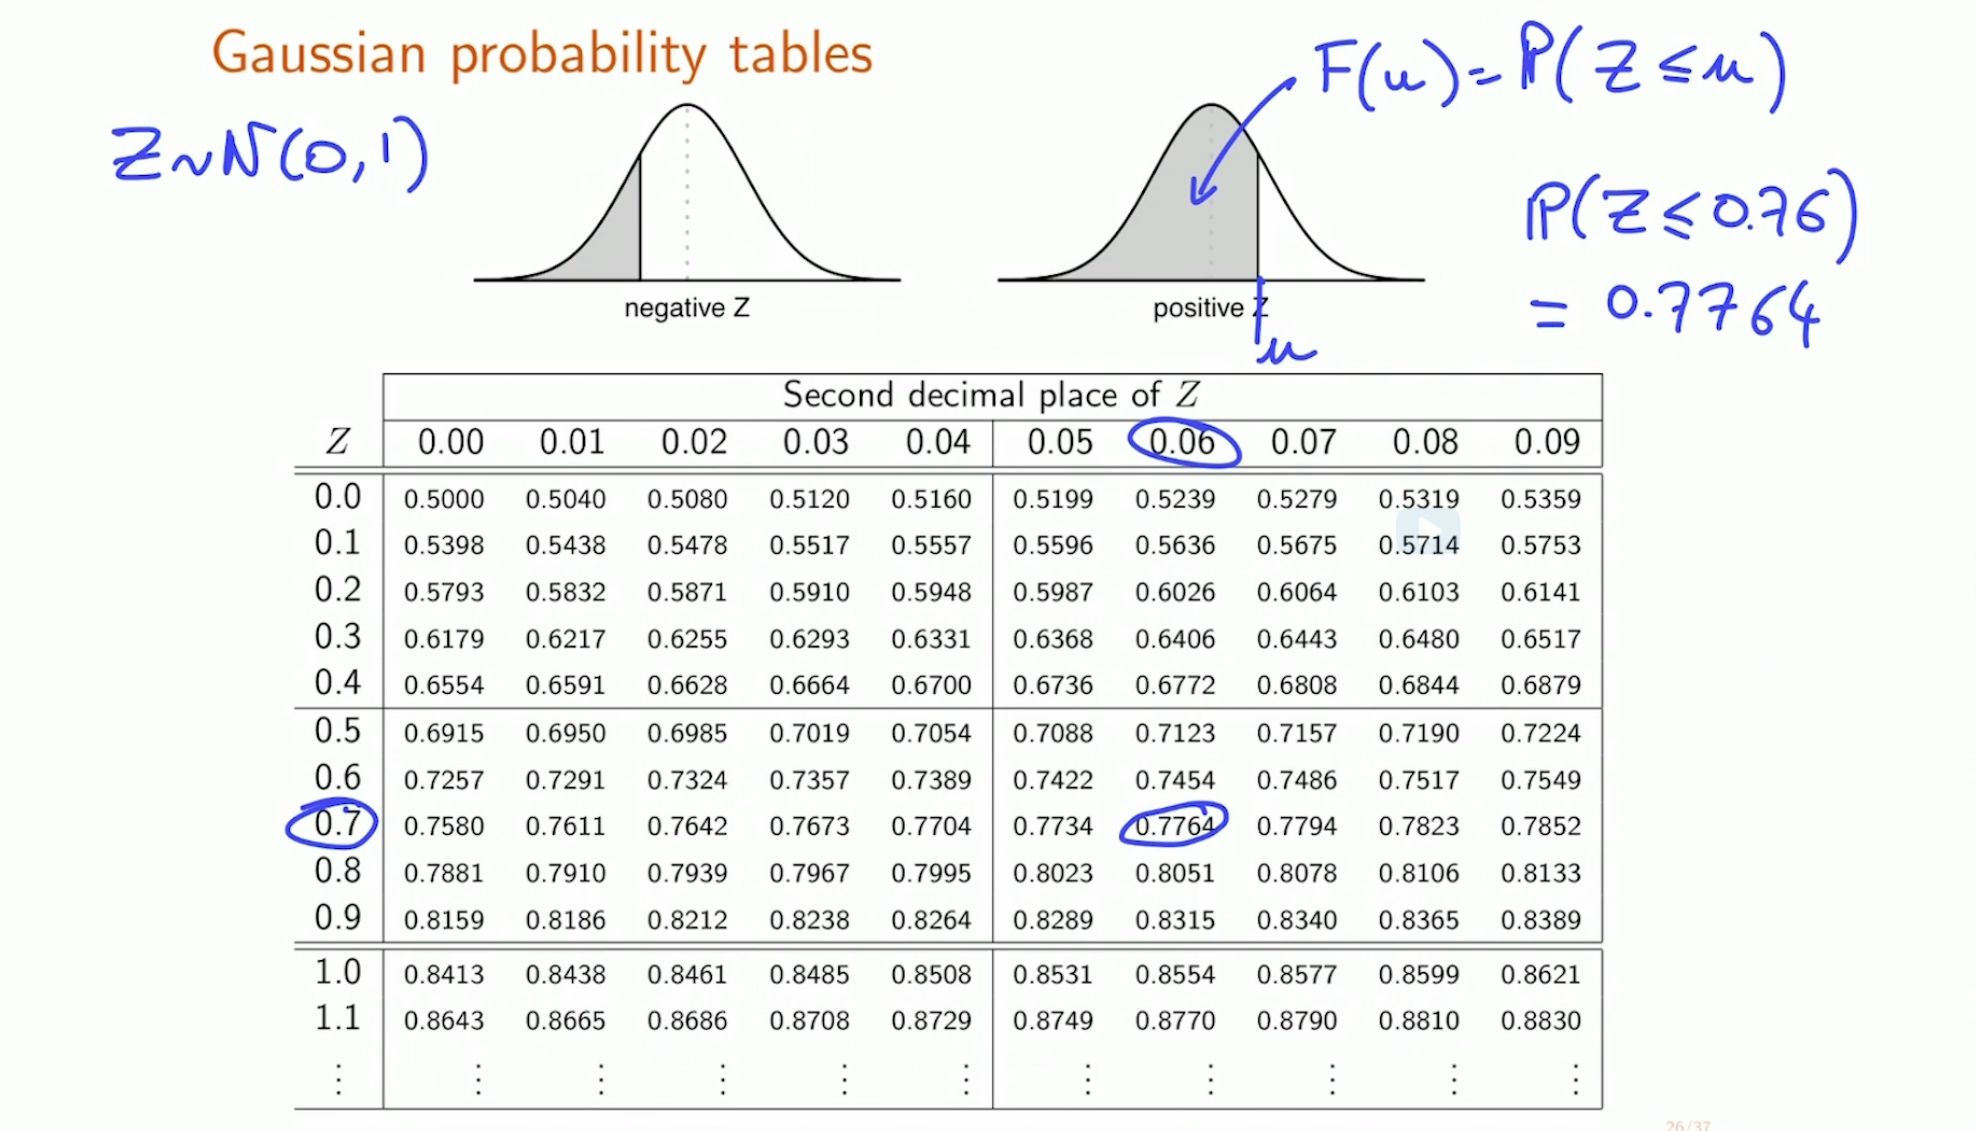 Gaussian probability tables
F(u) = ℙ(Z ≤ u)
Z ~ N(0,1)
ℙ(Z ≤ 0.76)
= 0.7764
negative Z
positive Z
u
Second decimal place of Z
Z 0.00 0.01 0.02 0.03 0.04 0.05 0.06 0.07 0.08 0.09
0.0 0.5000 0.5040 0.5080 0.5120 0.5160 0.5199 0.5239 0.5279 0.5319 0.5359
0.1 0.5398 0.5438 0.5478 0.5517 0.5557 0.5596 0.5636 0.5675 0.5714 0.5753
0.2 0.5793 0.5832 0.5871 0.5910 0.5948 0.5987 0.6026 0.6064 0.6103 0.6141
0.3 0.6179 0.6217 0.6255 0.6293 0.6331 0.6368 0.6406 0.6443 0.6480 0.6517
0.4 0.6554 0.6591 0.6628 0.6664 0.6700 0.6736 0.6772 0.6808 0.6844 0.6879
0.5 0.6915 0.6950 0.6985 0.7019 0.7054 0.7088 0.7123 0.7157 0.7190 0.7224
0.6 0.7257 0.7291 0.7324 0.7357 0.7389 0.7422 0.7454 0.7486 0.7517 0.7549
0.7 0.7580 0.7611 0.7642 0.7673 0.7704 0.7734 0.7764 0.7794 0.7823 0.7852
0.8 0.7881 0.7910 0.7939 0.7967 0.7995 0.8023 0.8051 0.8078 0.8106 0.8133
0.9 0.8159 0.8186 0.8212 0.8238 0.8264 0.8289 0.8315 0.8340 0.8365 0.8389
1.0 0.8413 0.8438 0.8461 0.8485 0.8508 0.8531 0.8554 0.8577 0.8599 0.8621
1.1 0.8643 0.8665 0.8686 0.8708 0.8729 0.8749 0.8770 0.8790 0.8810 0.8830
⋮ ⋮ ⋮ ⋮ ⋮ ⋮ ⋮ ⋮ ⋮ ⋮ ⋮
26/37